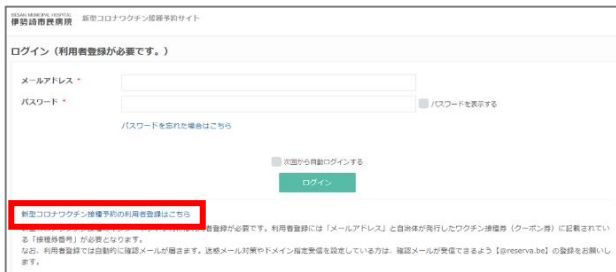 ISESAKI MUNICIPAL HOSPITAL
伊勢崎市民病院 新型コロナワクチン接種予約サイト
ログイン（利用者登録が必要です。）
メールアドレス *
パスワード *
パスワードを表示する
パスワードを忘れた場合はこちら
次回から自動ログインする
ログイン
新型コロナワクチン接種予約の利用者登録はこちら
者登録が必要です。利用者登録には「メールアドレス」と自治体が発行したワクチン接種券（クーポン券）に記載されてい
る「接種券番号」が必要となります。
なお、利用者登録では自動的に確認メールが届きます。迷惑メール対策やドメイン指定受信を設定している方は、確認メールが受信できるよう【@reserva.be】の登録をお願いし
ます。